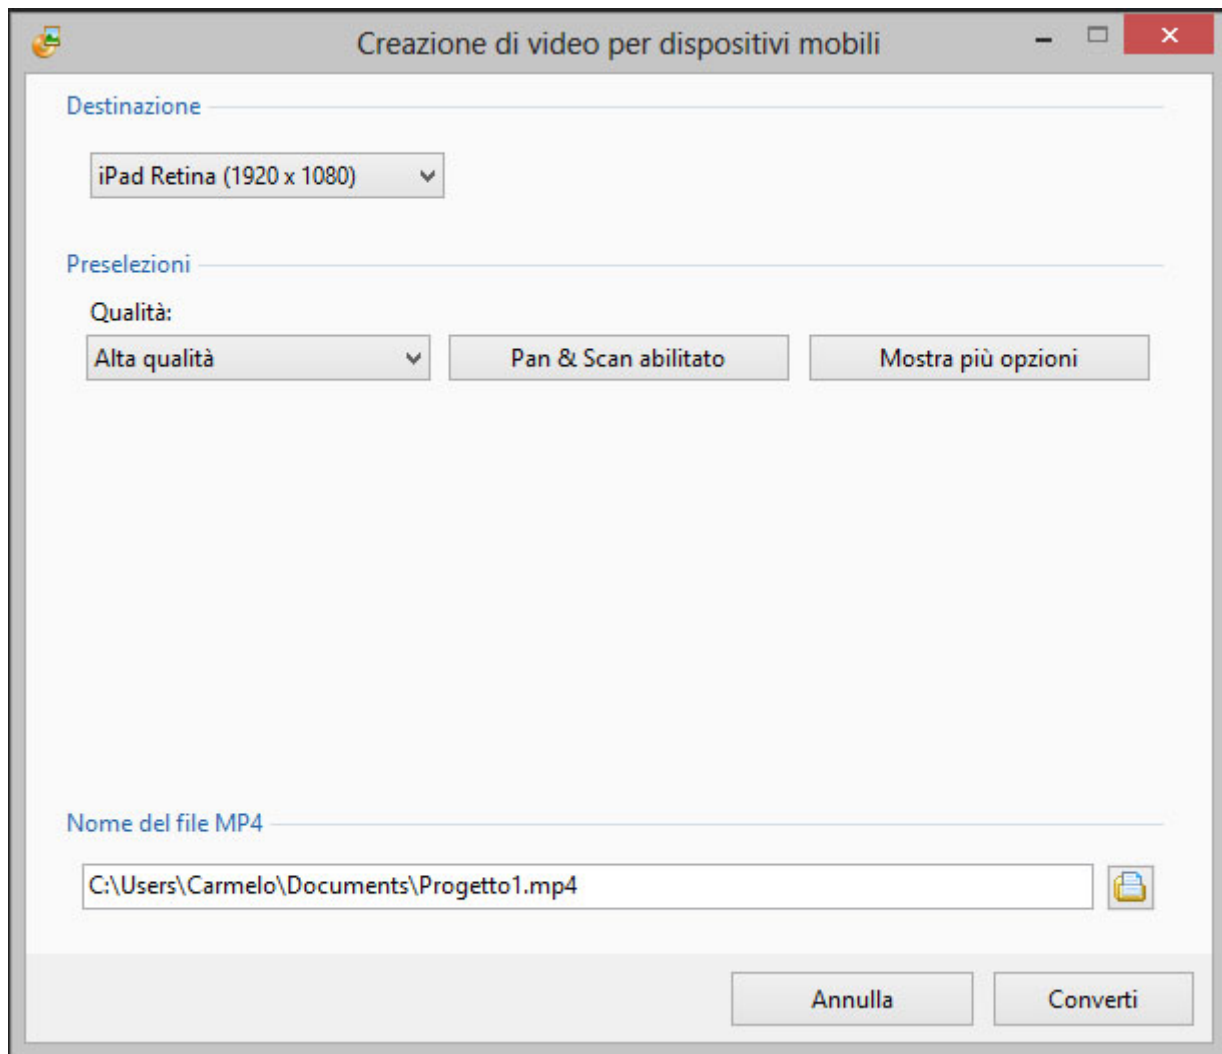 Creazione di video per dispositivi mobili
Destinazione
iPad Retina (1920 x 1080)
Preselezioni
Qualità:
Alta qualità
Pan & Scan abilitato
Mostra più opzioni
Nome del file MP4
C:\Users\Carmelo\Documents\Progetto1.mp4
Annulla
Converti